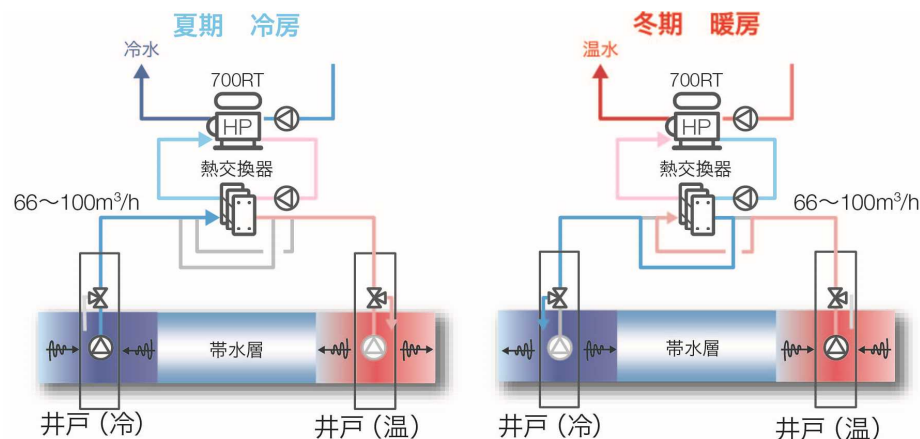 夏期 冷房
冷水
700RT
HP
熱交換器
66～100m³/h
帯水層
井戸（冷）
井戸（温）
冬期 暖房
温水
700RT
HP
熱交換器
66～100m³/h
帯水層
井戸（冷）
井戸（温）